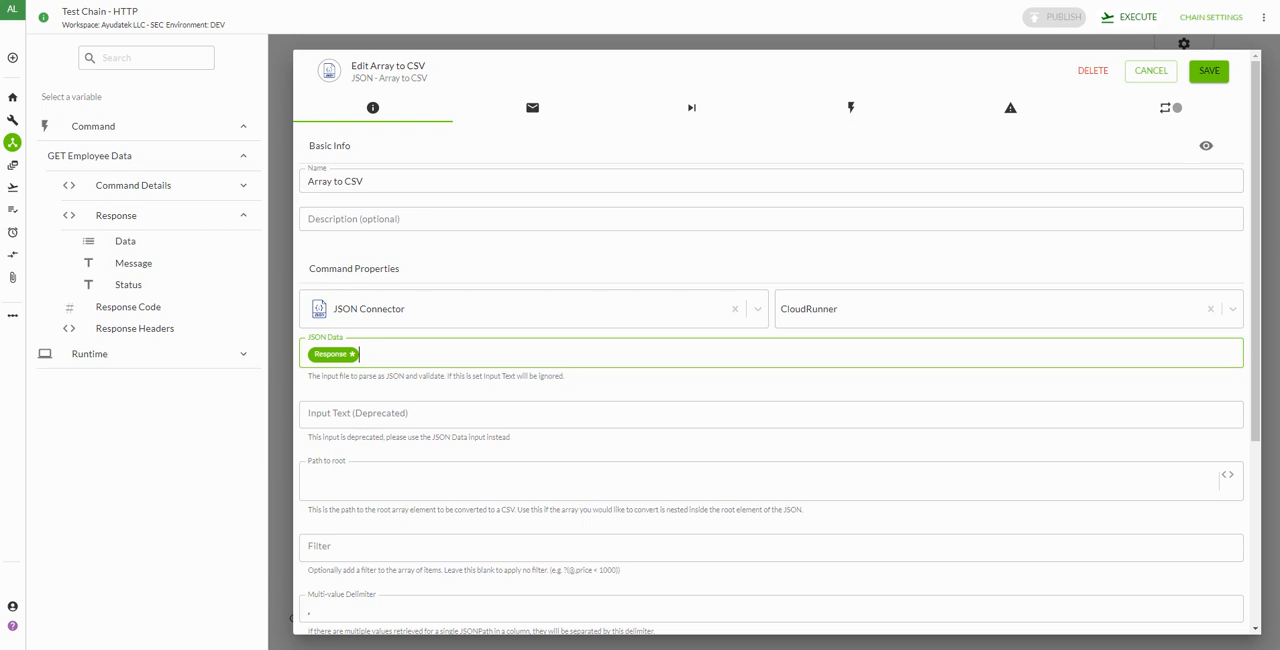 AL
Test Chain - HTTP
Workspace: Ayudatek LLC - SEC Environment: DEV
PUBLISH
EXECUTE
CHAIN SETTINGS
Search
Select a variable
Command
GET Employee Data
Command Details
Response
Data
Message
Status
Response Code
Response Headers
Runtime
Edit Array to CSV
JSON - Array to CSV
DELETE
CANCEL
SAVE
Basic Info
Name
Array to CSV
Description (optional)
Command Properties
JSON Connector
CloudRunner
JSON Data
Response
The input file to parse as JSON and validate. If this is set Input Text will be ignored.
Input Text (Deprecated)
This input is deprecated, please use the JSON Data input instead
Path to root
This is the path to the root array element to be converted to a CSV. Use this if the array you would like to convert is nested inside the root element of the JSON.
Filter
Optionally add a filter to the array of items. Leave this blank to apply no filter. (e.g. ?(@.price < 1000))
Multi-value Delimiter
,
If there are multiple values retrieved for a single JSONPath in a column, they will be separated by this delimiter.